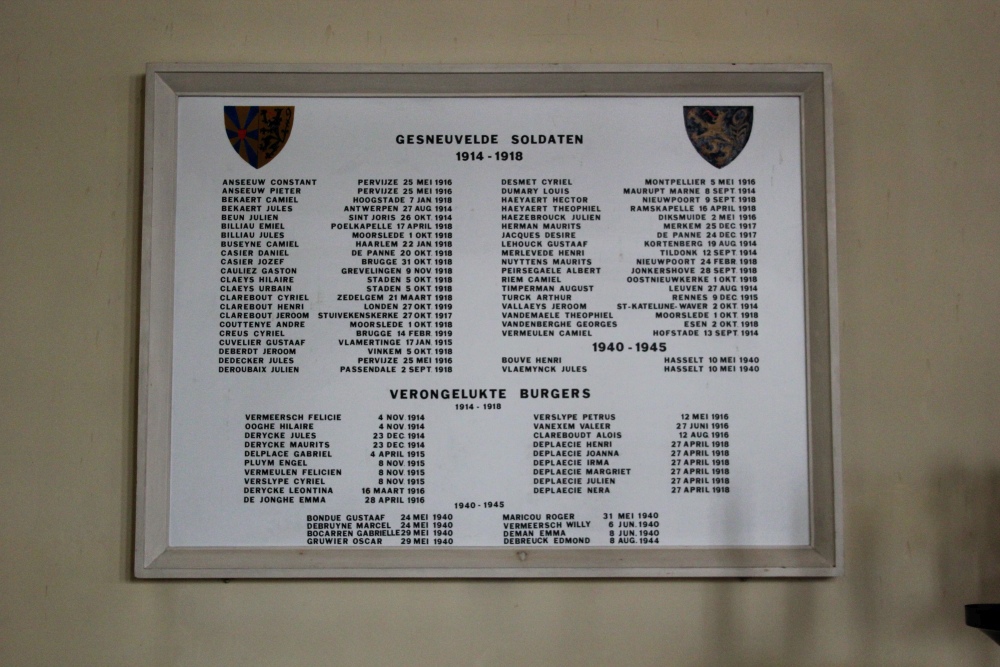 GESNEUVELDE SOLDATEN
1914 - 1918
ANSEEUW CONSTANT PERVIJZE 25 MEI 1916
ANSEEUW PIETER PERVIJZE 25 MEI 1916
BEKAERT CAMIEL HOOGSTADE 7 JAN 1918
BEKAERT JULES ANTWERPEN 27 AUG 1914
BEUN JULIEN SINT JORIS 26 OKT. 1914
BILLIAU EMIEL POELKAPELLE 17 APRIL 1918
BILLIAU JULES MOORSLEDE 1 OKT. 1918
BUSEYNE CAMIEL HAARLEM 22 JAN 1918
CASIER DANIEL DE PANNE 20 OKT. 1918
CASIER JOZEF BRUGGE 31 OKT. 1918
CAULIEZ GASTON GREVELINGEN 9 NOV 1918
CLAEYS HILAIRE STADEN 5 OKT. 1918
CLAEYS URBAIN STADEN 5 OKT. 1918
CLAREBOUT CYRIEL ZEDELGEM 21 MAART 1918
CLAREBOUT HENRI LONDEN 27 OKT. 1919
CLAREBOUT JEROOM STUIVEKENSKERKE 27 OKT. 1917
COUTTENYE ANDRE MOORSLEDE 1 OKT. 1918
CREUS CYRIEL BRUGGE 14 FEBR. 1919
CUVELIER GUSTAAF VLAMERTINGE 17 JAN 1915
DEBERDT JEROOM VINKEM 5 OKT. 1918
DEDECKER JULES PERVIJZE 25 MEI 1916
DEROUBAIX JULIEN PASSENDALE 2 SEPT. 1918
DESMET CYRIEL MONTPELLIER 5 MEI 1916
DUMARY LOUIS MAURUPT MARNE 8 SEPT. 1914
HAEYAERT HECTOR NIEUWPOORT 9 SEPT. 1918
HAEYAERT THEOPHIEL RAMSKAPELLE 16 APRIL 1918
HAEZEBROUCK JULIEN DIKSMUIDE 2 MEI 1916
HERMAN MAURITS MERKEM 25 DEC 1917
JACQUES DESIRE DE PANNE 24 DEC 1917
LEHOUCK GUSTAAF KORTENBERG 19 AUG 1914
MERLEVEDE HENRI TILDONK 12 SEPT. 1914
NUYTTENS MAURITS NIEUWPOORT 24 FEBR. 1918
PEIRSEGAELE ALBERT JONKERSHOVE 28 SEPT. 1918
RIEM CAMIEL OOSTNIEUWKERKE 1 OKT. 1918
TIMPERMAN AUGUST LEUVEN 27 AUG 1914
TURCK ARTHUR RENNES 9 DEC. 1915
VALLAEYS JEROOM ST-KATELIJNE-WAVER 2 OKT. 1914
VANDEMAELE THEOPHIEL MOORSLEDE 1 OKT. 1918
VANDENBERGHE GEORGES ESEN 2 OKT. 1918
VERMEULEN CAMIEL HOFSTADE 13 SEPT. 1914
1940 - 1945
BOUVE HENRI HASSELT 10 MEI 1940
VLAEMYNCK JULES HASSELT 10 MEI 1940
VERONGELUKTE BURGERS
1914 - 1918
VERMEERSCH FELICIE 4 NOV. 1914
OOGHE HILAIRE 4 NOV. 1914
DERYCKE JULES 23 DEC 1914
DERYCKE MAURITS 23 DEC 1914
DELPLACE GABRIEL 4 APRIL 1915
PLUYM ENGEL 8 NOV 1915
VERMEULEN FELICIEN 8 NOV 1915
VERSLYPE CYRIEL 8 NOV 1915
DERYCKE LEONTINA 16 MAART 1916
DE JONGHE EMMA 28 APRIL 1916
VERSLYPE PETRUS 12 MEI 1916
VANEXEM VALEER 27 JUNI 1916
CLAREBOUDT ALOIS 12 AUG. 1916
DEPLAECIE HENRI 27 APRIL 1918
DEPLAECIE JOANNA 27 APRIL 1918
DEPLAECIE IRMA 27 APRIL 1918
DEPLAECIE MARGRIET 27 APRIL 1918
DEPLAECIE JULIEN 27 APRIL 1918
DEPLAECIE NERA 27 APRIL 1918
1940 - 1945
BONDUE GUSTAAF 24 MEI 1940
DEBRUYNE MARCEL 24 MEI 1940
BOCARREN GABRIELLE 29 MEI 1940
GRUWIER OSCAR 29 MEI 1940
MARICOU ROGER 31 MEI 1940
VERMEERSCH WILLY 6 JUN. 1940
DEMAN EMMA 8 JUN. 1940
DEBREUCK EDMOND 8 AUG. 1944